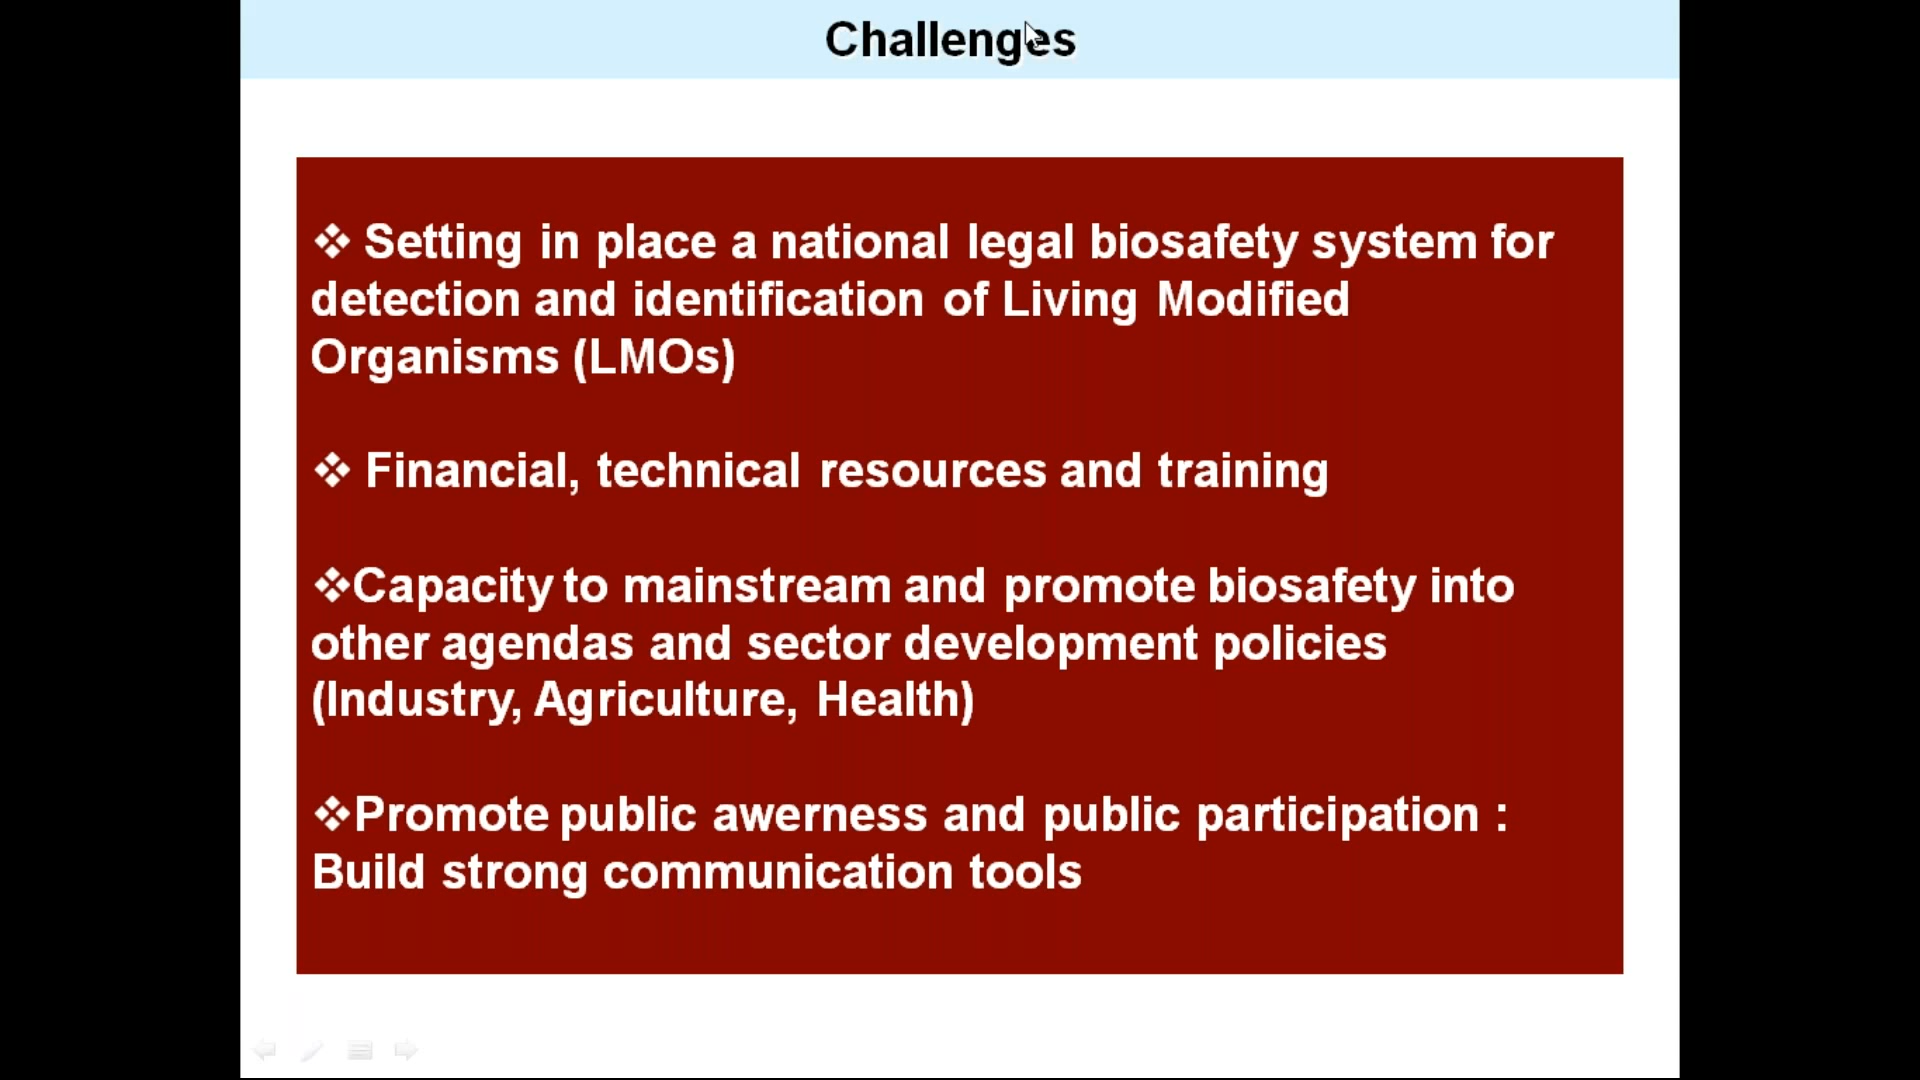 Challenges
❖ Setting in place a national legal biosafety system for
detection and identification of Living Modified
Organisms (LMOs)
❖ Financial, technical resources and training
❖Capacity to mainstream and promote biosafety into
other agendas and sector development policies
(Industry, Agriculture, Health)
❖Promote public awerness and public participation :
Build strong communication tools